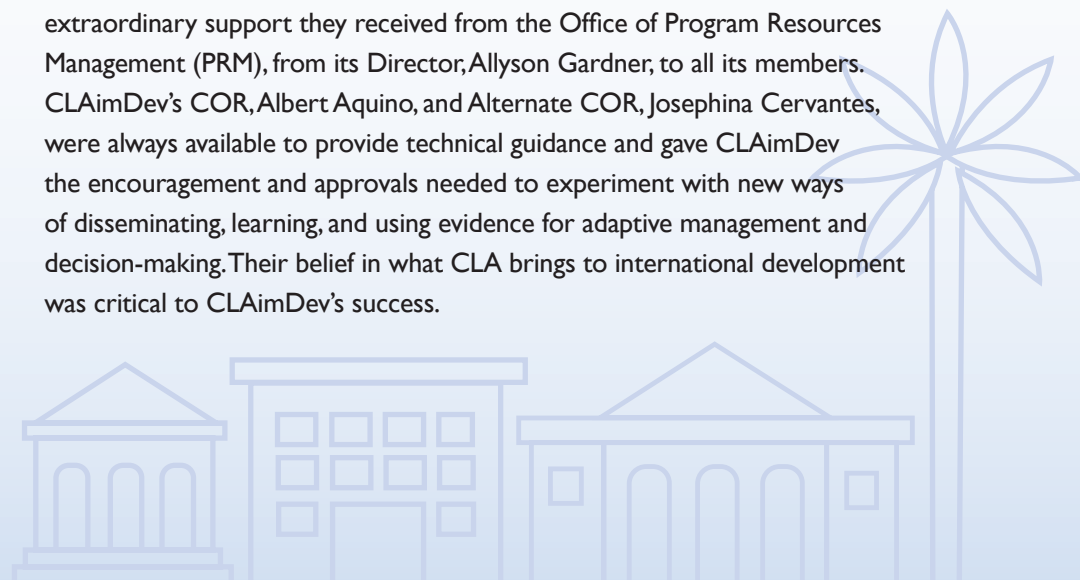 extraordinary support they received from the Office of Program Resources
Management (PRM), from its Director, Allyson Gardner, to all its members.
CLAimDev’s COR, Albert Aquino, and Alternate COR, Josephina Cervantes,
were always available to provide technical guidance and gave CLAimDev
the encouragement and approvals needed to experiment with new ways
of disseminating, learning, and using evidence for adaptive management and
decision-making. Their belief in what CLA brings to international development
was critical to CLAimDev’s success.